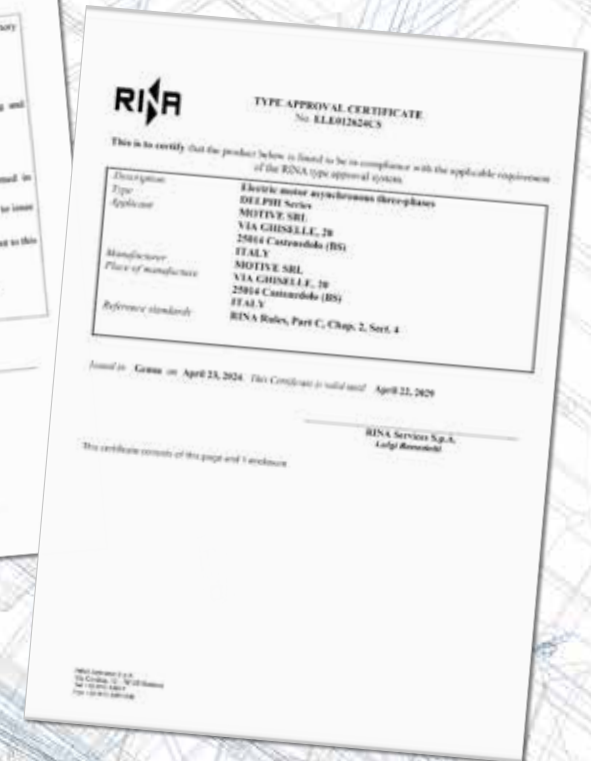 and
RINA
TYPE APPROVAL CERTIFICATE
No. ELE012624CS
This is to certify that the product below is found to be in compliance with the applicable requirement
of the RINA type approval system.
Description Electric motor asynchronous three-phases
Type DELPHI Series
Applicant MOTIVE SRL
VIA GHISELLE, 20
25014 Castenedolo (BS)
ITALY
Manufacturer MOTIVE SRL
Place of manufacture VIA GHISELLE, 20
25014 Castenedolo (BS)
ITALY
Reference standards RINA Rules, Part C, Chap. 2, Sect. 4
Issued in Genoa on April 23, 2024. This Certificate is valid until April 22, 2029
RINA Services S.p.A.
Luigi
This certificate consists of this page and 1 enclosure